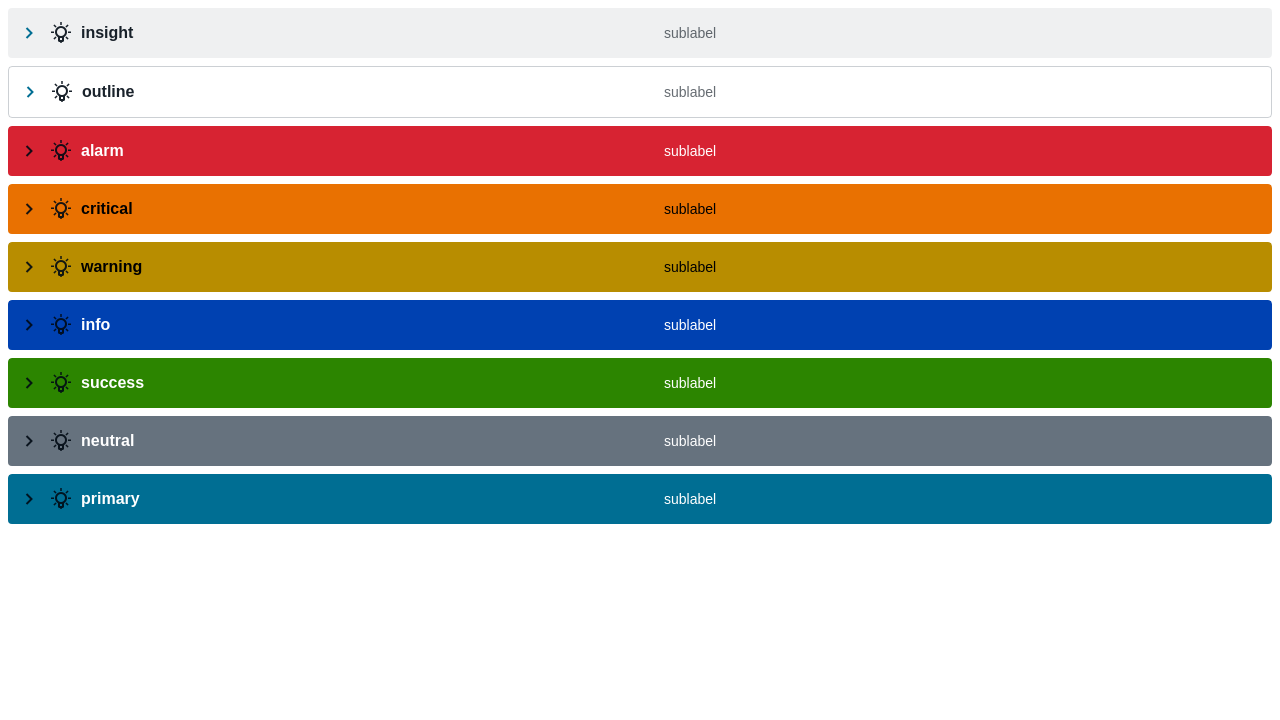 insight sublabel
outline sublabel
alarm sublabel
critical sublabel
warning sublabel
info sublabel
success sublabel
neutral sublabel
primary sublabel